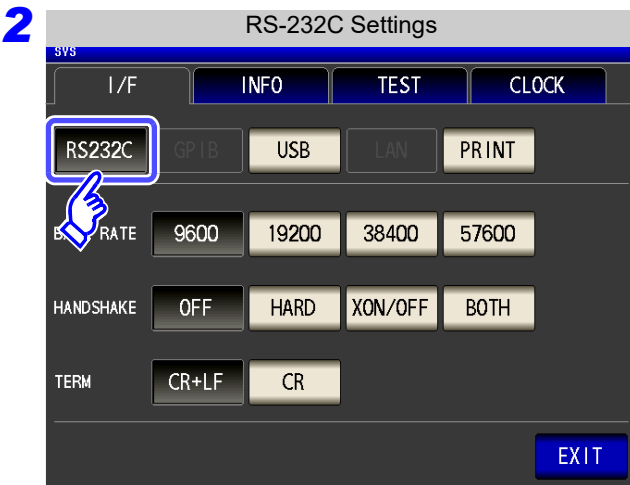 2
RS-232C Settings
SYS
I/F INFO TEST CLOCK
RS232C GPIB USB LAN PRINT
RATE 9600 19200 38400 57600
HANDSHAKE OFF HARD XON/OFF BOTH
TERM CR+LF CR
EXIT